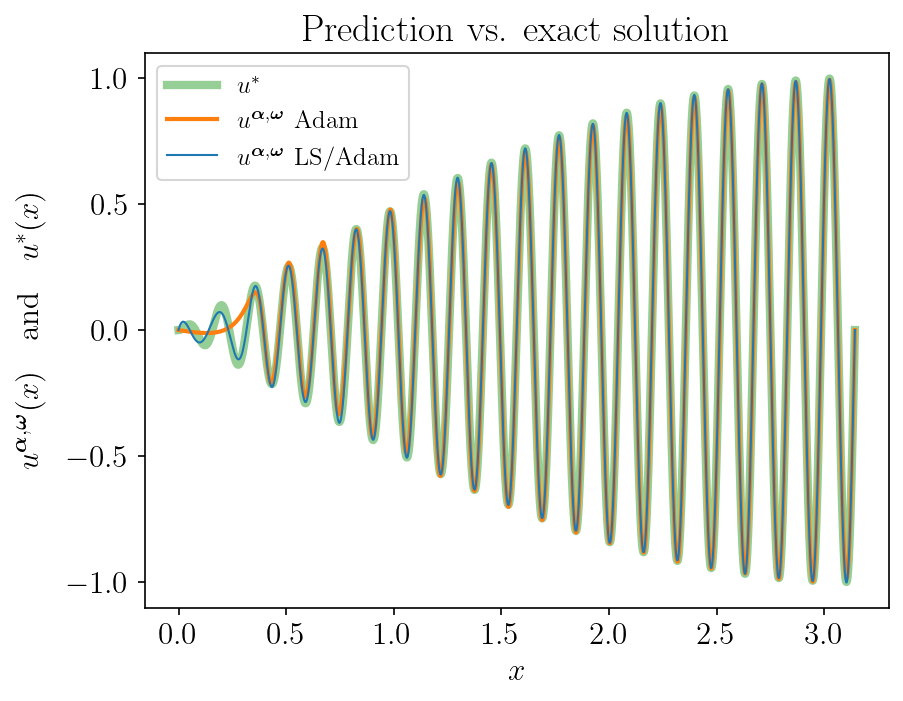 Prediction vs. exact solution
u*
u^{α,ω} Adam
u^{α,ω} LS/Adam
u^{α,ω}(x) and u*(x)
1.0
0.5
0.0
−0.5
−1.0
0.0 0.5 1.0 1.5 2.0 2.5 3.0
x